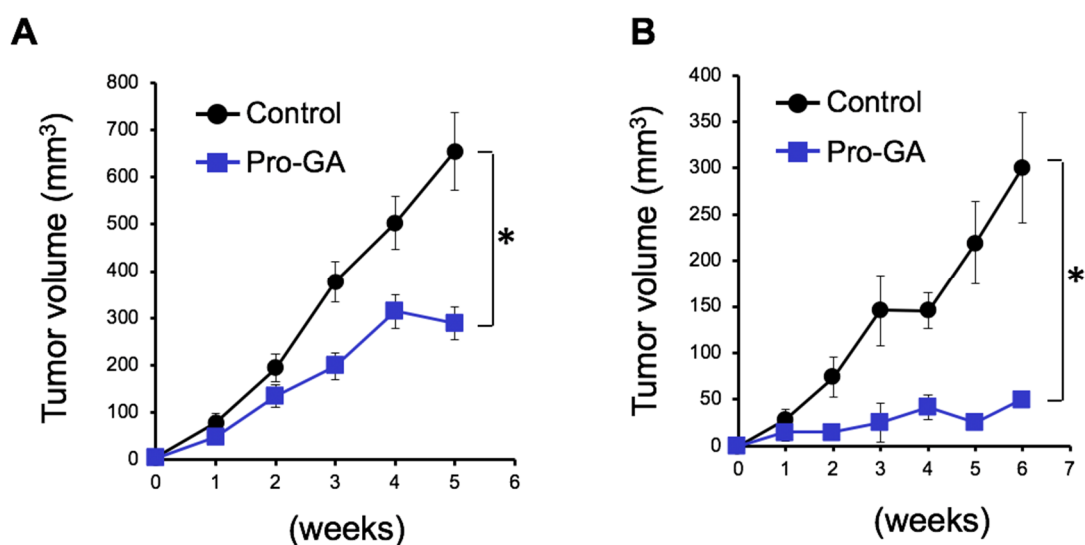 A
Tumor volume (mm³)
800
700
600
500
400
300
200
100
0
Control
Pro-GA
*
0 1 2 3 4 5 6
(weeks)
B
Tumor volume (mm³)
400
350
300
250
200
150
100
50
0
Control
Pro-GA
*
0 1 2 3 4 5 6 7
(weeks)